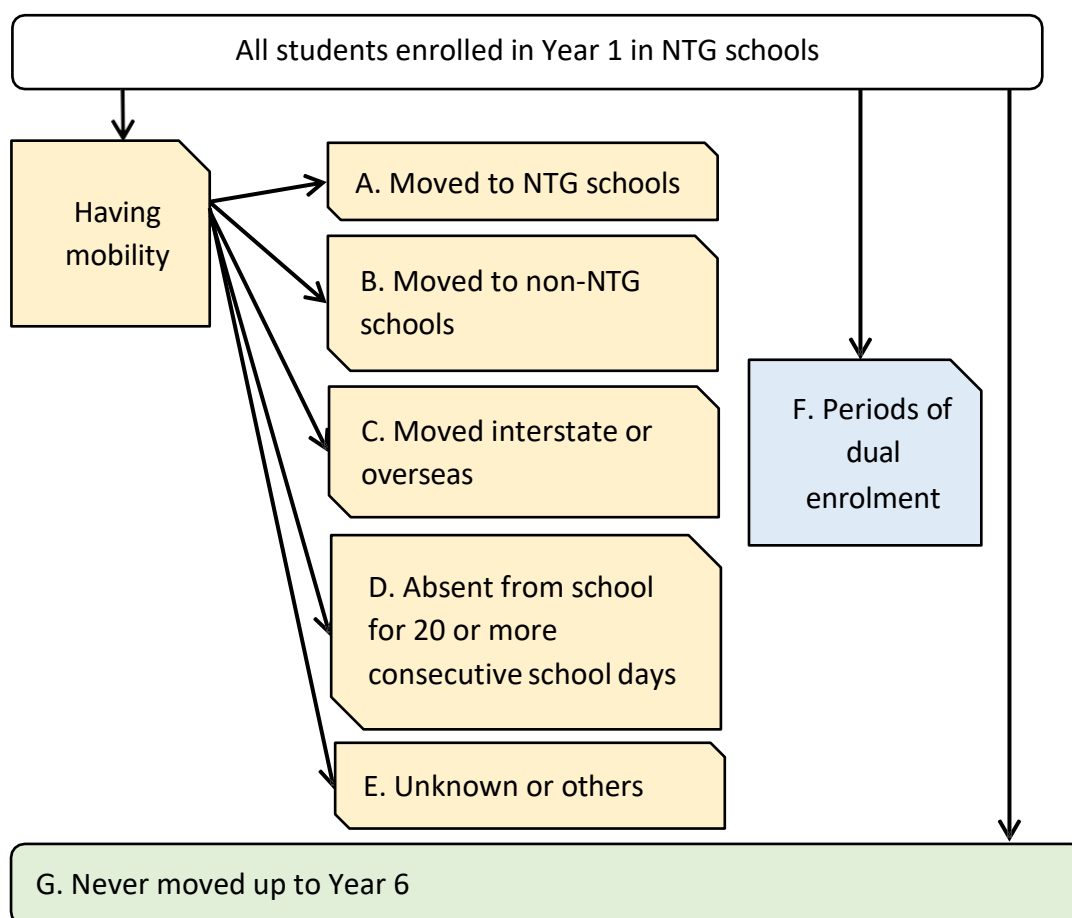 All students enrolled in Year 1 in NTG schools
Having
mobility
A. Moved to NTG schools
B. Moved to non-NTG
schools
C. Moved interstate or
overseas
D. Absent from school
for 20 or more
consecutive school days
E. Unknown or others
F. Periods of
dual
enrolment
G. Never moved up to Year 6